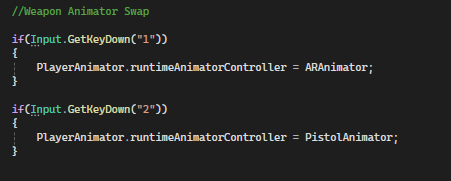 //Weapon Animator Swap
if(Input.GetKeyDown("1"))
{
PlayerAnimator.runtimeAnimatorController = ARAnimator;
}
if(Input.GetKeyDown("2"))
{
PlayerAnimator.runtimeAnimatorController = PistolAnimator;
}